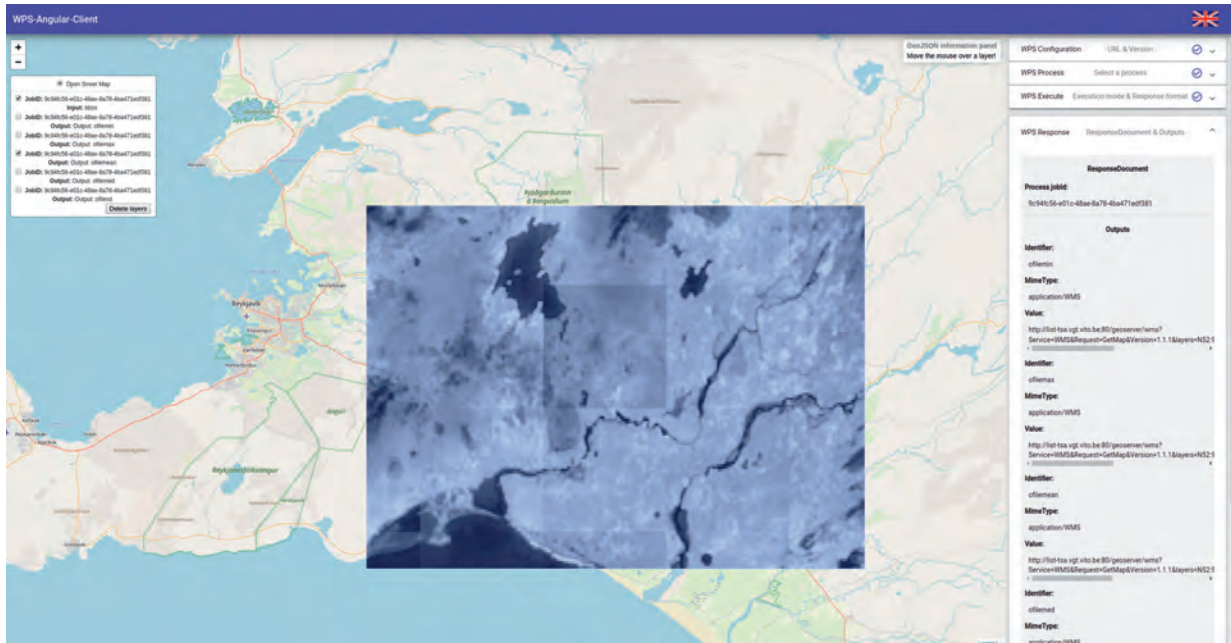 WPS-Angular-Client
+
−
Open Street Map
JobID: 9c94fc56-e01c-48ae-8a78-4ba471edf381
Input: bbox
JobID: 9c94fc56-e01c-48ae-8a78-4ba471edf381
Output: Output: ofilemin
JobID: 9c94fc56-e01c-48ae-8a78-4ba471edf381
Output: Output: ofilemax
JobID: 9c94fc56-e01c-48ae-8a78-4ba471edf381
Output: Output: ofilemean
JobID: 9c94fc56-e01c-48ae-8a78-4ba471edf381
Output: Output: ofilemed
JobID: 9c94fc56-e01c-48ae-8a78-4ba471edf381
Output: Output: ofilend
Delete layers
GeoJSON information panel
Move the mouse over a layer!
Reykjavík
Reykjanesfólkvangur
WPS Configuration URL & Version
WPS Process Select a process
WPS Execute Execution mode & Response format
WPS Response ResponseDocument & Outputs
ResponseDocument
Process jobId:
9c94fc56-e01c-48ae-8a78-4ba471edf381
Outputs
Identifier:
ofilemin
MimeType:
application/WMS
Value:
http://list-tsa.vgt.vito.be:80/geoserver/wms?
Service=WMS&Request=GetMap&Version=1.1.1&layers=N52:9
Identifier:
ofilemax
MimeType:
application/WMS
Value:
http://list-tsa.vgt.vito.be:80/geoserver/wms?
Service=WMS&Request=GetMap&Version=1.1.1&layers=N52:9
Identifier:
ofilemean
MimeType:
application/WMS
Value:
http://list-tsa.vgt.vito.be:80/geoserver/wms?
Service=WMS&Request=GetMap&Version=1.1.1&layers=N52:9
Identifier:
ofilemed
MimeType:
application/WMS